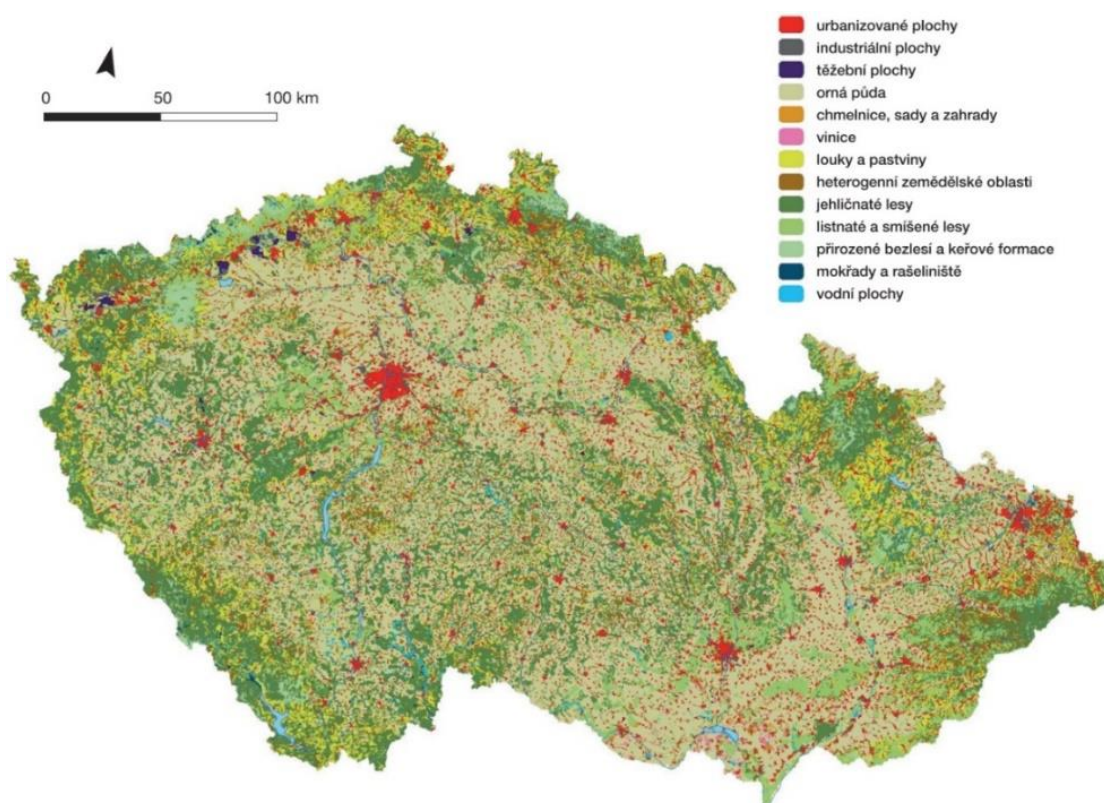 urbanizované plochy
industriální plochy
těžební plochy
orná půda
chmelnice, sady a zahrady
vinice
louky a pastviny
heterogenní zemědělské oblasti
jehličnaté lesy
listnaté a smíšené lesy
přirozené bezlesí a keřové formace
mokřady a rašeliniště
vodní plochy
0 50 100 km